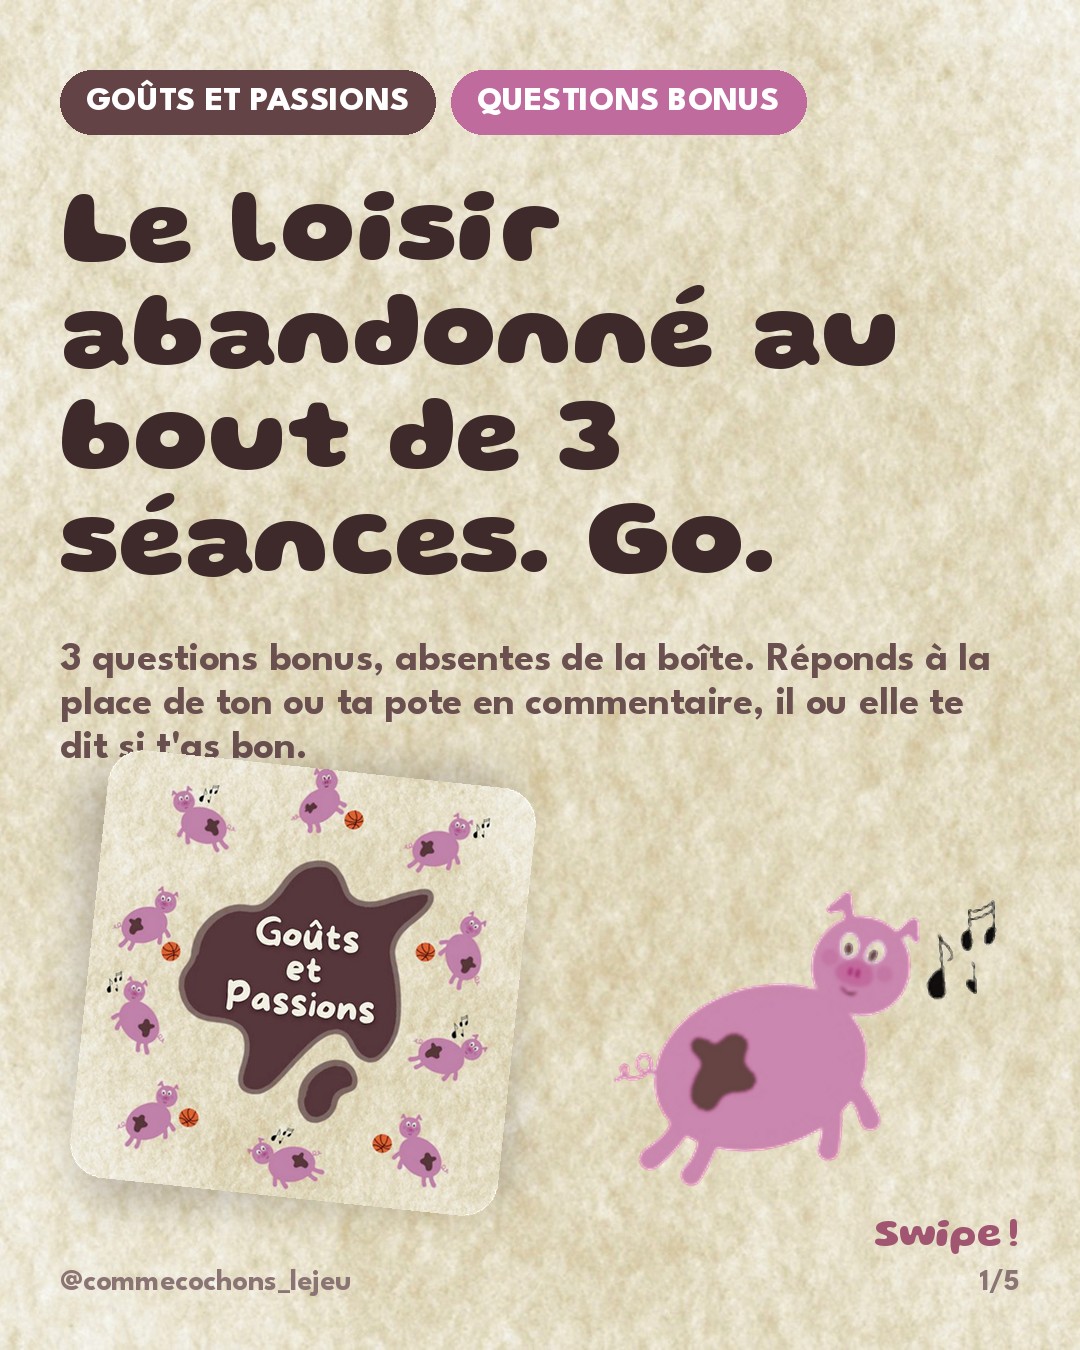 GOÛTS ET PASSIONS
QUESTIONS BONUS
Le loisir
abandonné au
bout de 3
séances. Go.
3 questions bonus, absentes de la boîte. Réponds à la
place de ton ou ta pote en commentaire, il ou elle te
dit si t'as bon.
Goûts
et
Passions
Swipe !
@commecochons_lejeu
1/5